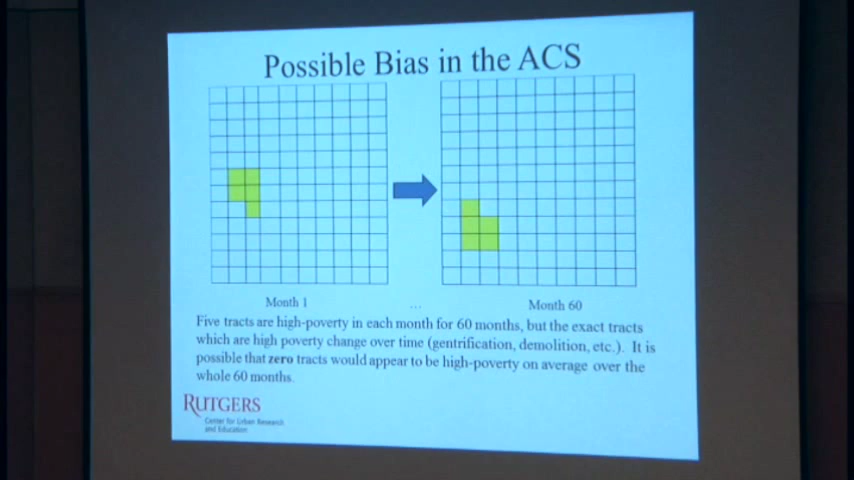 Possible Bias in the ACS
Month 1
...
Month 60
Five tracts are high-poverty in each month for 60 months, but the exact tracts
which are high poverty change over time (gentrification, demolition, etc.). It is
possible that zero tracts would appear to be high-poverty on average over the
whole 60 months.
RUTGERS
Center for Urban Research
and Education